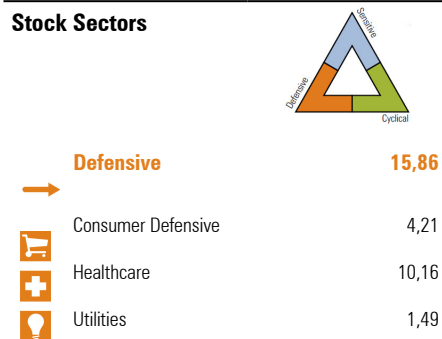 Stock Sectors
Sensitive
Defensive
Cyclical
Defensive 15,86
Consumer Defensive 4,21
Healthcare 10,16
Utilities 1,49